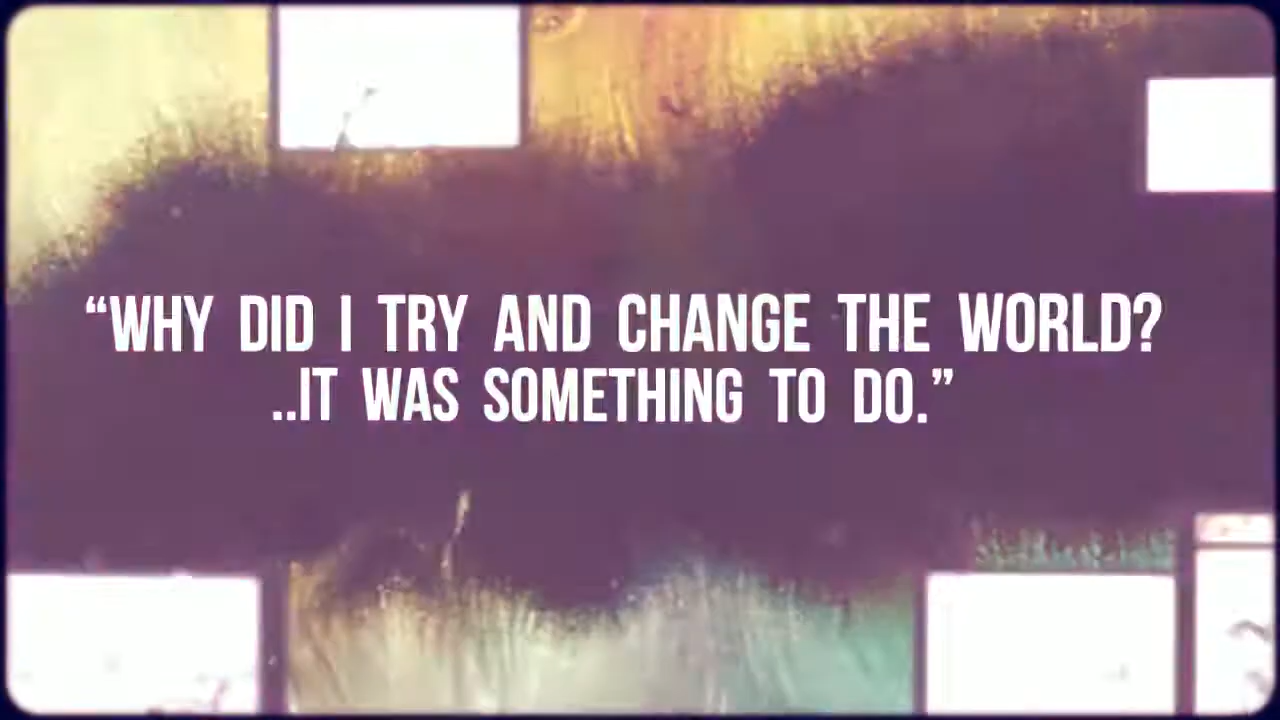 “WHY DID I TRY AND CHANGE THE WORLD?
..IT WAS SOMETHING TO DO.”